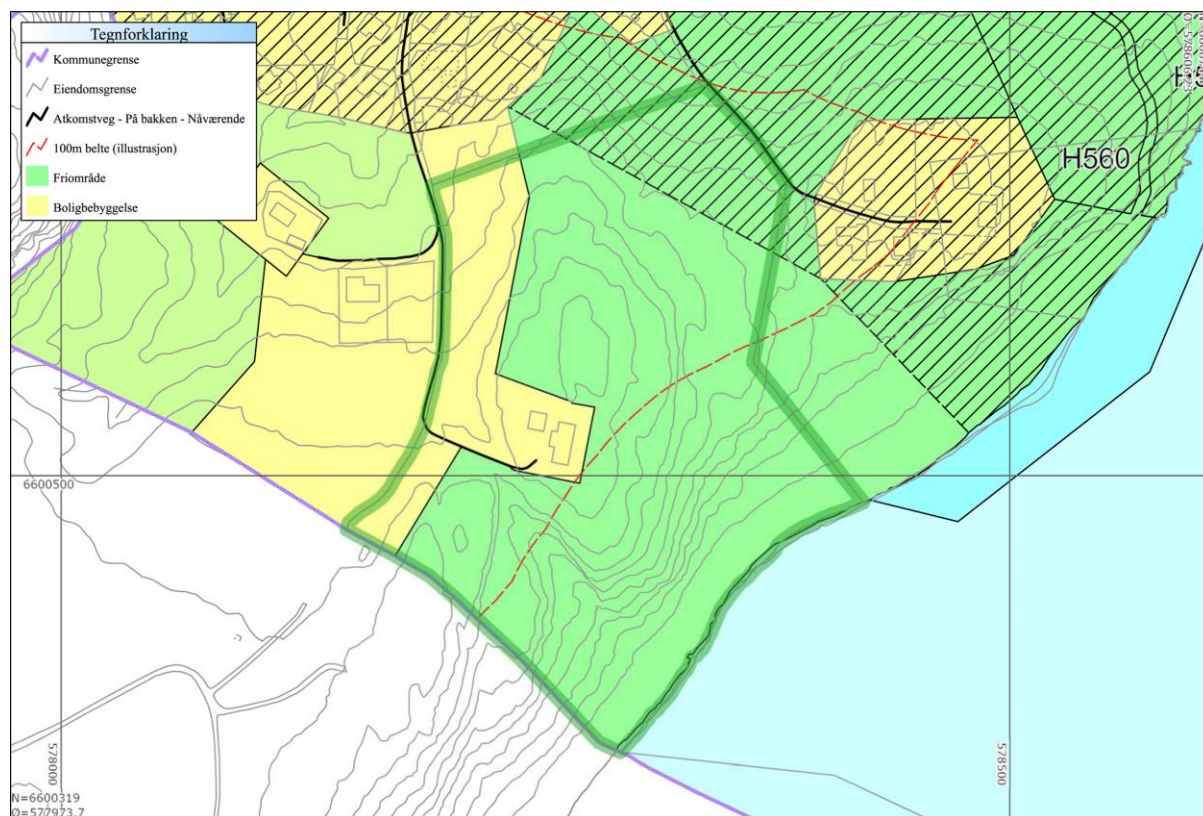 Tegnforklaring
Kommunegrense
Eiendomsgrense
Atkomstveg - På bakken - Nåværende
100m belte (illustrasjon)
Friområde
Boligbebyggelse
H560
6600500
578000
578500
N=6600319
Ø=577973,7